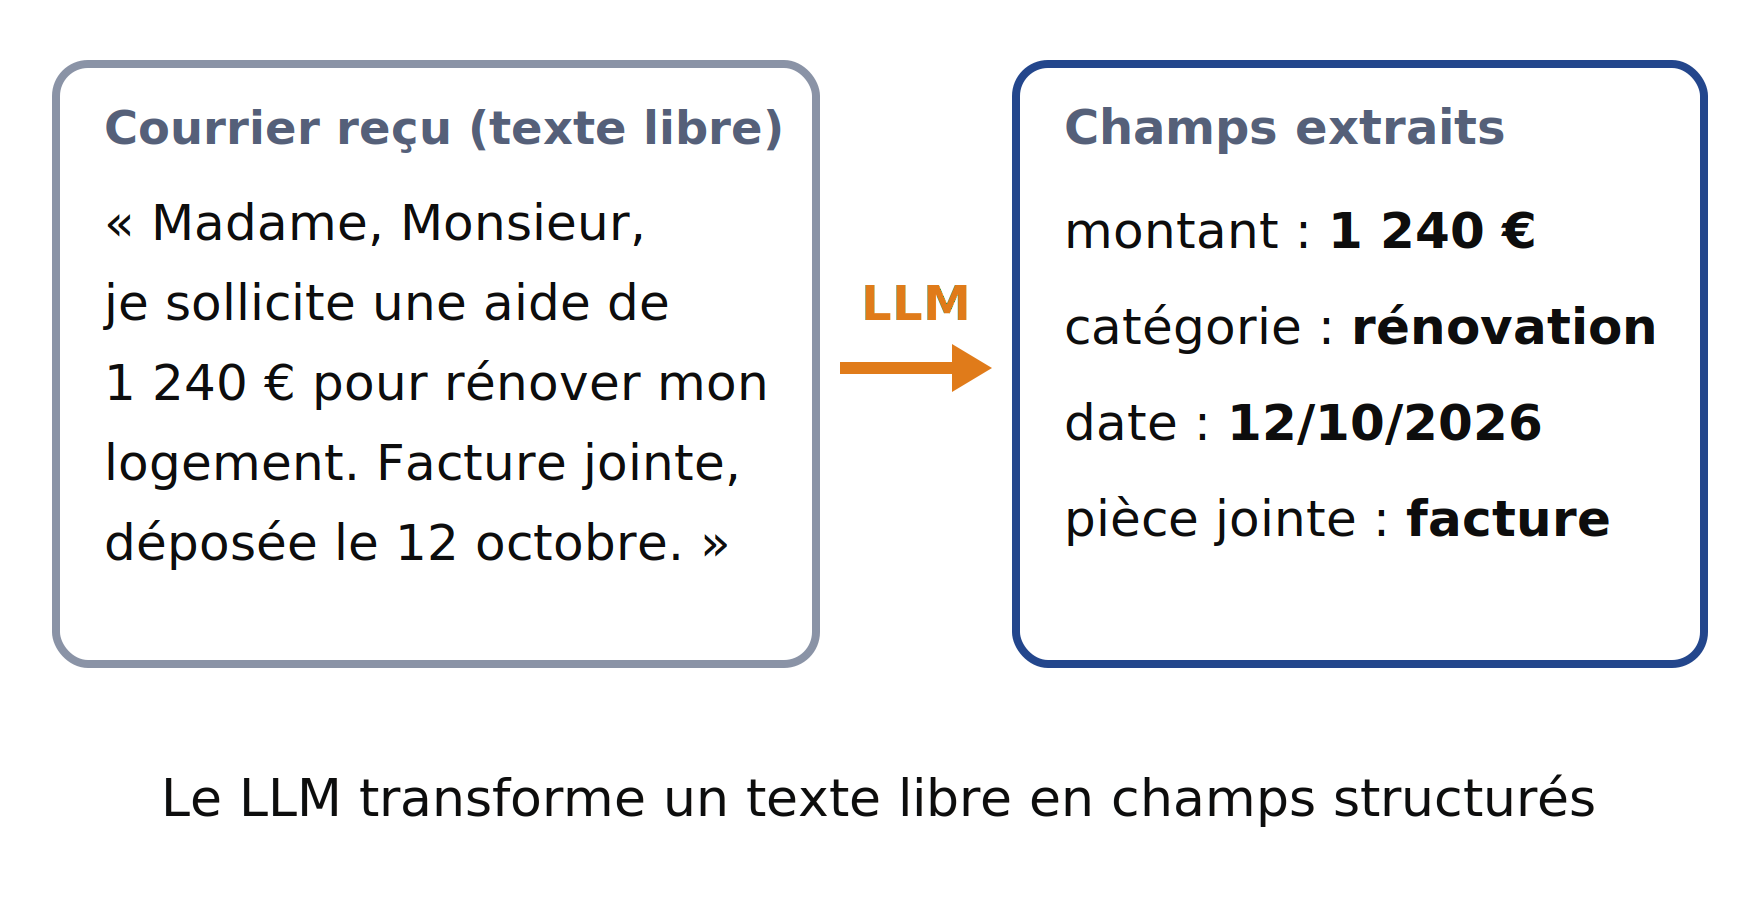 Courrier reçu (texte libre)
« Madame, Monsieur,
je sollicite une aide de
1 240 € pour rénover mon
logement. Facture jointe,
déposée le 12 octobre. »
LLM
Champs extraits
montant : 1 240 €
catégorie : rénovation
date : 12/10/2026
pièce jointe : facture
Le LLM transforme un texte libre en champs structurés